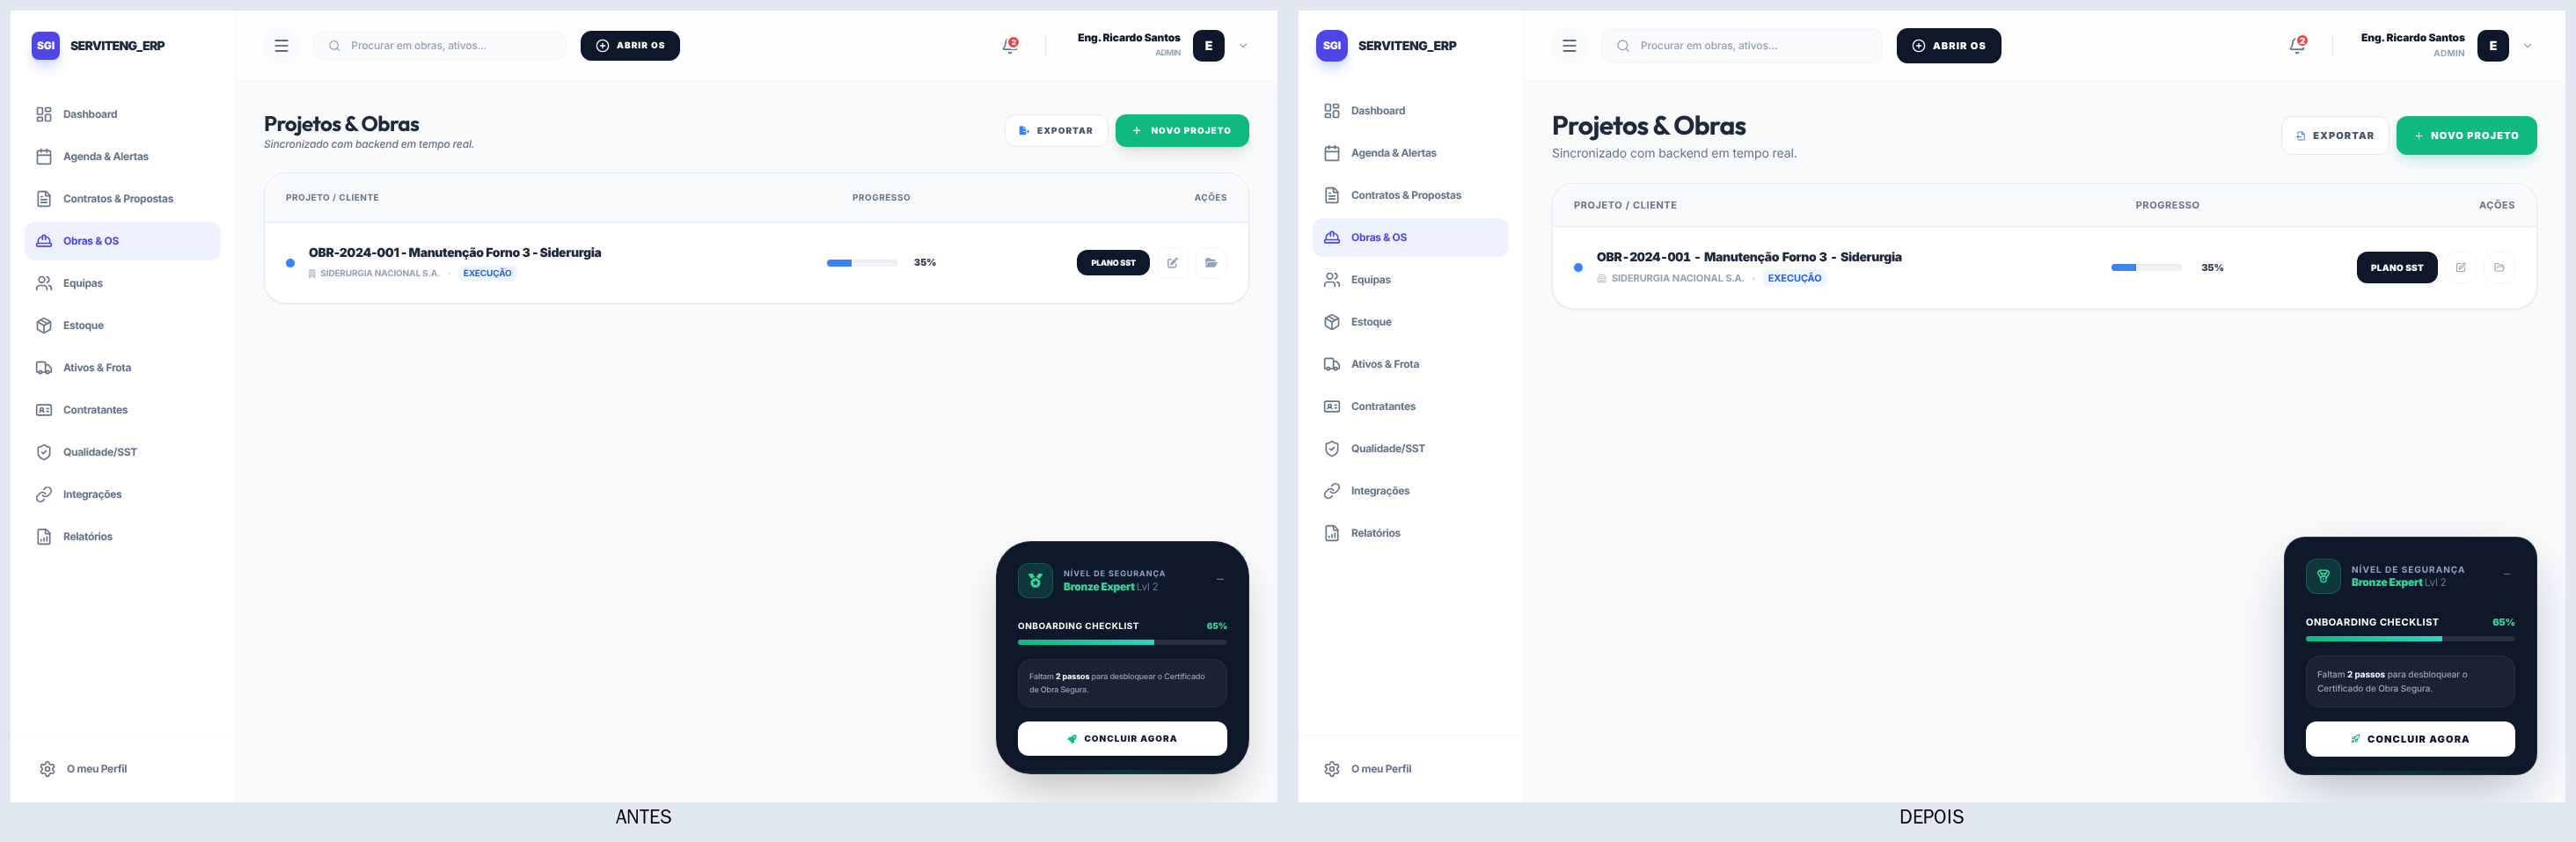 SGI SERVITENG_ERP
Procurar em obras, ativos...
ABRIR OS
2
Eng. Ricardo Santos
ADMIN
E
Dashboard
Agenda & Alertas
Contratos & Propostas
Obras & OS
Equipas
Estoque
Ativos & Frota
Contratantes
Qualidade/SST
Integrações
Relatórios
O meu Perfil
Projetos & Obras
Sincronizado com backend em tempo real.
EXPORTAR
+ NOVO PROJETO
PROJETO / CLIENTE PROGRESSO AÇÕES
OBR-2024-001 - Manutenção Forno 3 - Siderurgia
SIDERURGIA NACIONAL S.A. • EXECUÇÃO
35%
PLANO SST
NÍVEL DE SEGURANÇA
Bronze Expert Lvl 2
ONBOARDING CHECKLIST 65%
Faltam 2 passos para desbloquear o Certificado
de Obra Segura.
CONCLUIR AGORA
ANTES
SGI SERVITENG_ERP
Procurar em obras, ativos...
ABRIR OS
2
Eng. Ricardo Santos
ADMIN
E
Dashboard
Agenda & Alertas
Contratos & Propostas
Obras & OS
Equipas
Estoque
Ativos & Frota
Contratantes
Qualidade/SST
Integrações
Relatórios
O meu Perfil
Projetos & Obras
Sincronizado com backend em tempo real.
EXPORTAR
+ NOVO PROJETO
PROJETO / CLIENTE PROGRESSO AÇÕES
OBR-2024-001 - Manutenção Forno 3 - Siderurgia
SIDERURGIA NACIONAL S.A. • EXECUÇÃO
35%
PLANO SST
NÍVEL DE SEGURANÇA
Bronze Expert Lvl 2
ONBOARDING CHECKLIST 65%
Faltam 2 passos para desbloquear o
Certificado de Obra Segura.
CONCLUIR AGORA
DEPOIS